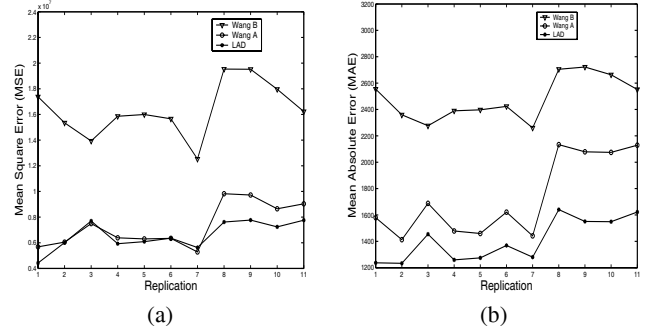 x 10
2.4
2.2
2
1.8
1.6
1.4
1.2
1
0.8
0.6
0.4
Mean Square Error (MSE)
Wang B
Wang A
LAD
1 2 3 4 5 6 7 8 9 10 11
Replication
(a)
3200
3000
2800
2600
2400
2200
2000
1800
1600
1400
1200
Mean Absolute Error (MAE)
Wang B
Wang A
LAD
1 2 3 4 5 6 7 8 9 10 11
Replication
(b)